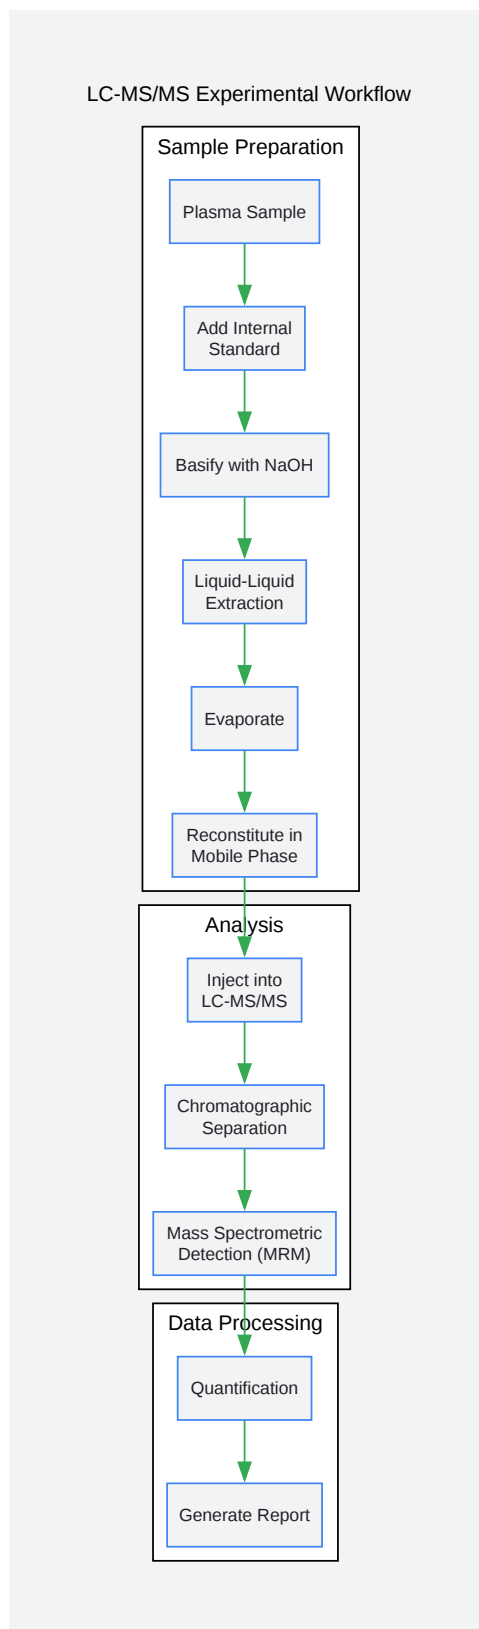 LC-MS/MS Experimental Workflow
Sample Preparation
Plasma Sample
Add Internal
Standard
Basify with NaOH
Liquid-Liquid
Extraction
Evaporate
Reconstitute in
Mobile Phase
Analysis
Inject into
LC-MS/MS
Chromatographic
Separation
Mass Spectrometric
Detection (MRM)
Data Processing
Quantification
Generate Report